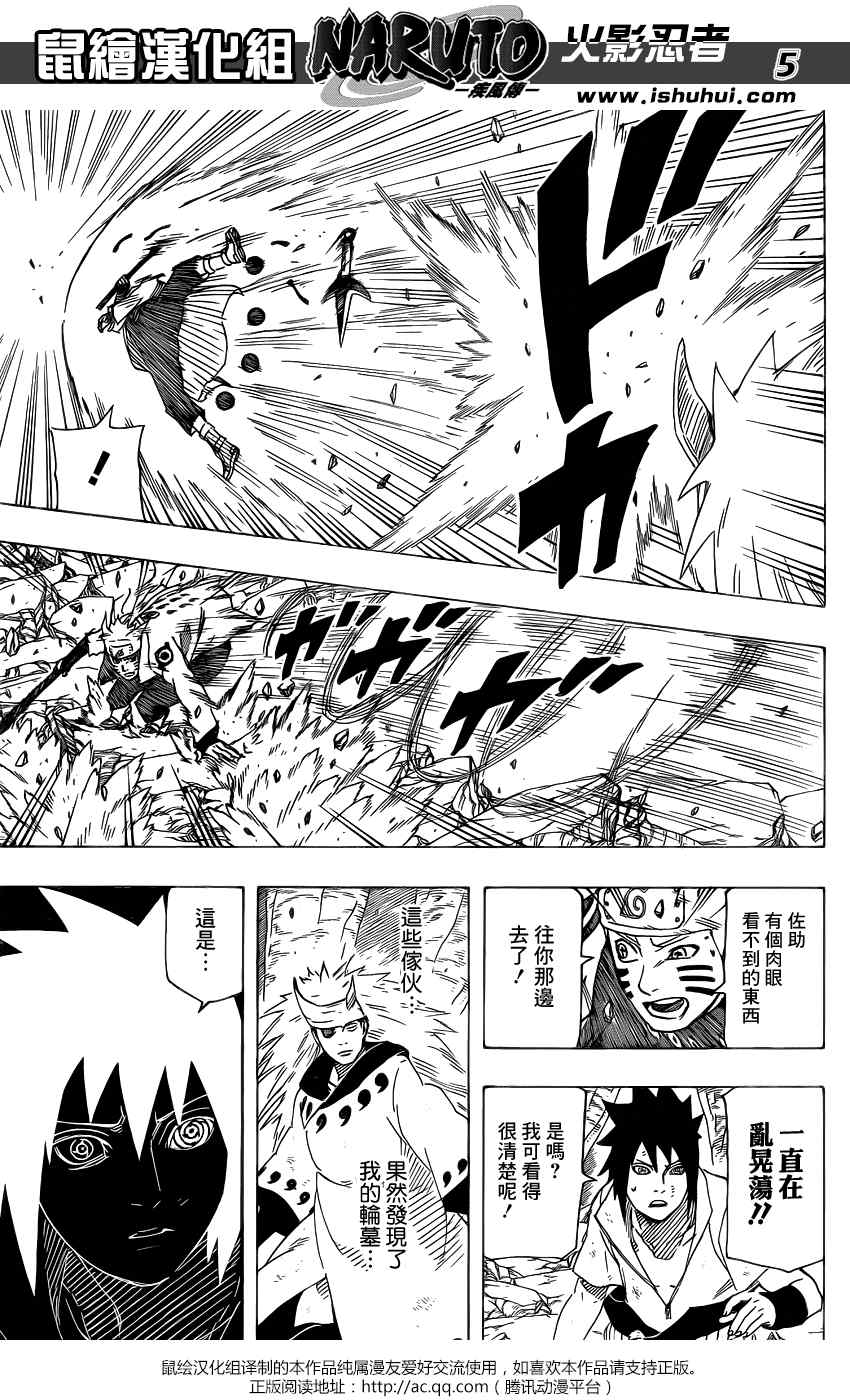 鼠繪漢化組
NARUTO
—疾風傳—
火影忍者
5
www.ishuhui.com
ドカ
！
ガガガ
佐助
有個肉眼
看不到的東西
往你那邊
去了！
一直在
亂晃蕩!!
是嗎？
我可看得
很清楚呢！
這些傢伙…
果然發現了
我的輪墓…
這是…
鼠绘汉化组译制的本作品纯属漫友爱好交流使用，如喜欢本作品请支持正版。
正版阅读地址：http://ac.qq.com（腾讯动漫平台）